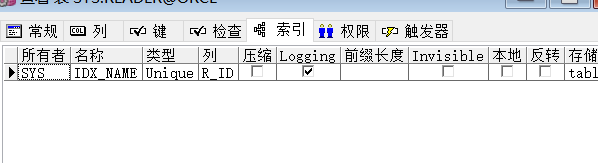 常规 COL 列 键 检查 索引 权限 触发器
所有者 名称 类型 列 压缩 Logging 前缀长度 Invisible 本地 反转 存储
SYS IDX_NAME Unique R_ID tabl